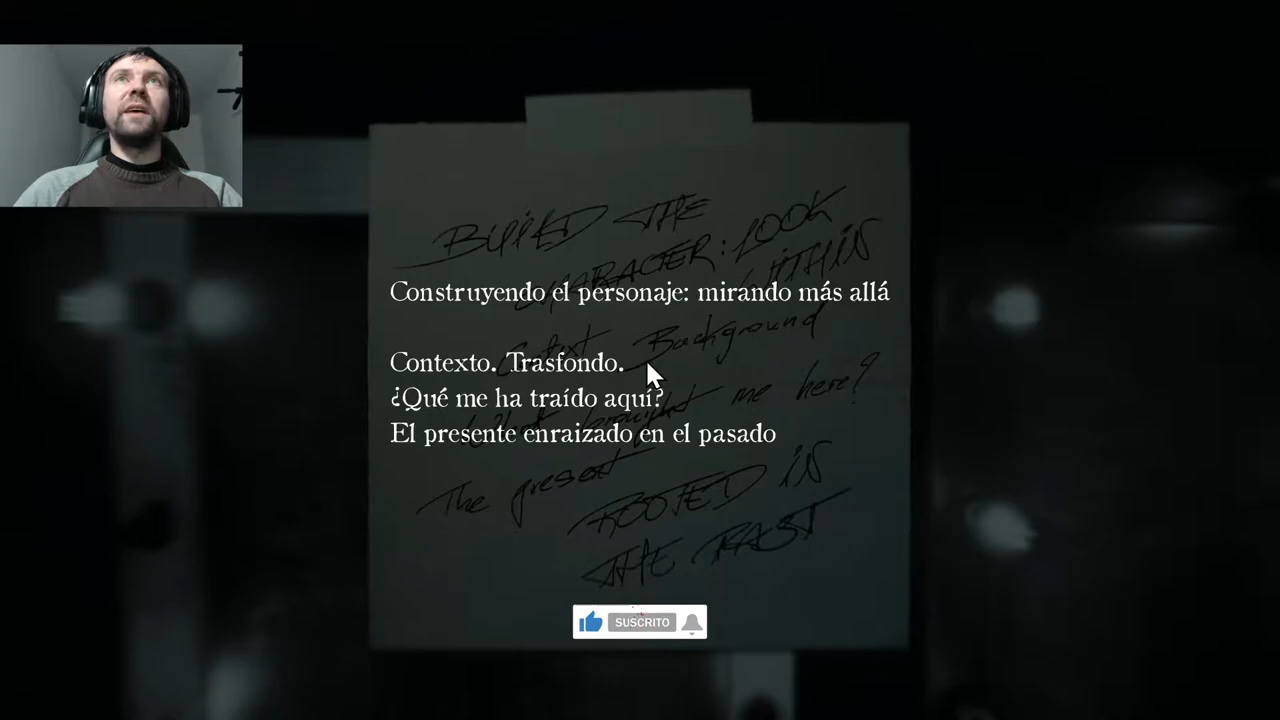 BUILD THE
CHARACTER: LOOK
WITHIN
Construyendo el personaje: mirando más allá
Context Background
Contexto. Trasfondo.
What brought me here?
¿Qué me ha traído aquí?
El presente enraizado en el pasado
The present
ROOTED IN
THE PAST
SUSCRITO